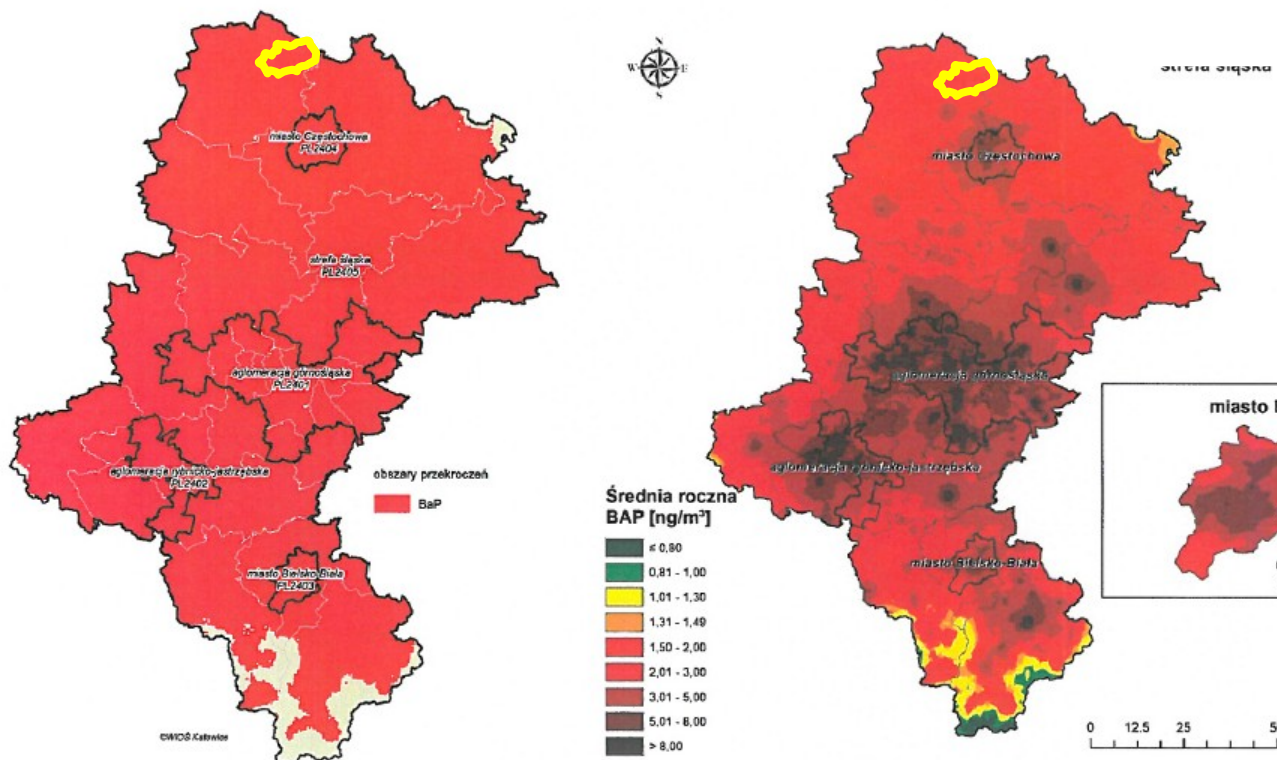 miasto Częstochowa
PL2404
strefa śląska
PL2405
aglomeracja górnośląska
PL2401
aglomeracja rybnicko-jastrzębska
PL2402
miasto Bielsko-Biała
PL2403
obszary przekroczeń
BaP
©WIOŚ Katowice
W E
S
strefa śląska
miasto Częstochowa
aglomeracja górnośląska
miasto Bielsko-Biała
Średnia roczna
BAP [ng/m³]
≤ 0,80
0,81 - 1,00
1,01 - 1,30
1,31 - 1,49
1,50 - 2,00
2,01 - 3,00
3,01 - 5,00
5,01 - 8,00
> 8,00
miasto
0 12.5 25